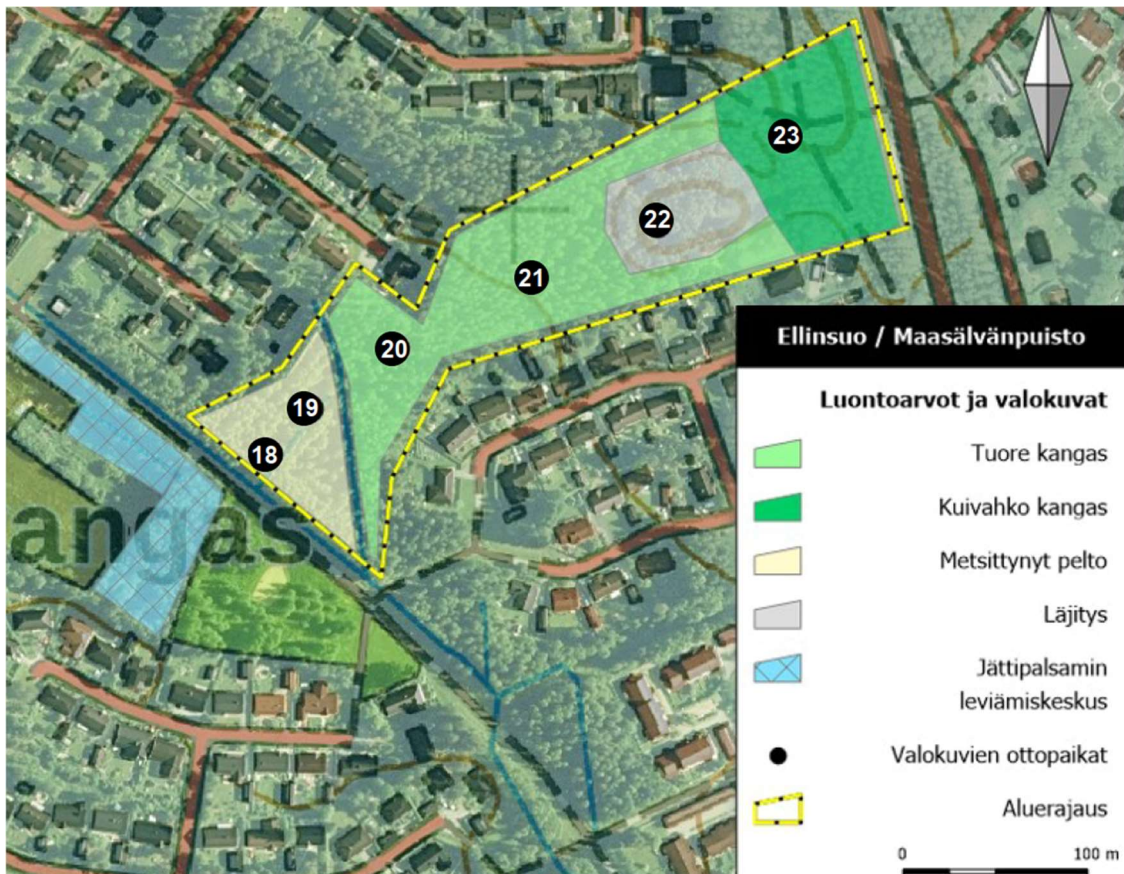 23
22
21
20
19
18
angas
Ellinsuo / Maasälvänpuisto
Luontoarvot ja valokuvat
Tuore kangas
Kuivahko kangas
Metsittynyt pelto
Läjitys
Jättipalsamin
leviämiskeskus
Valokuvien ottopaikat
Aluerajaus
0 100 m